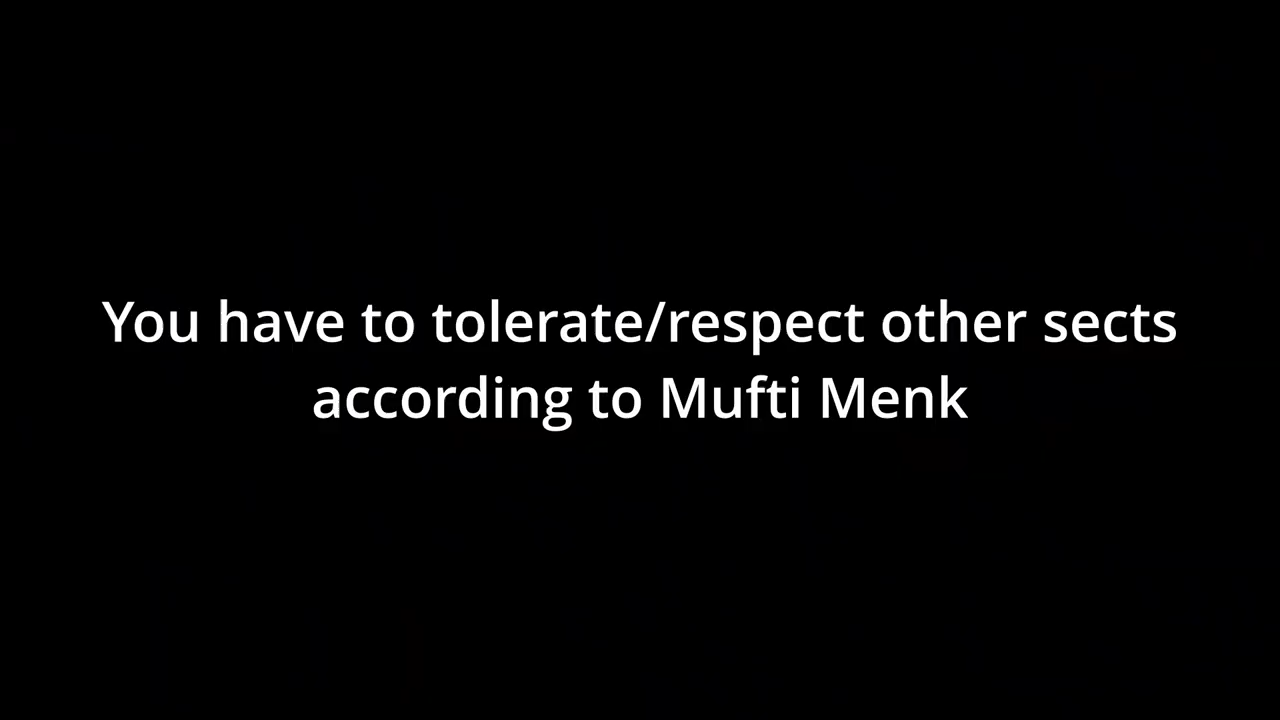 You have to tolerate/respect other sects
according to Mufti Menk